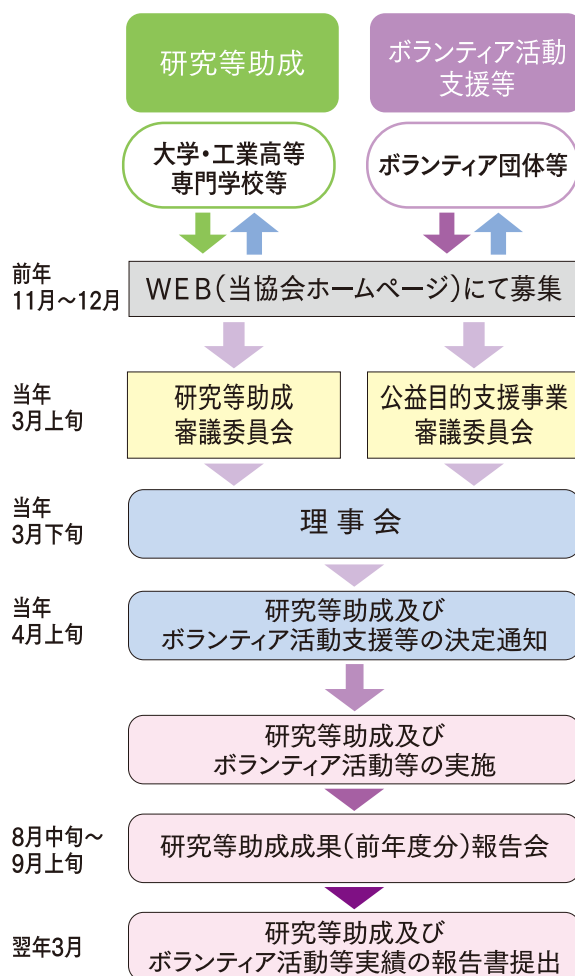 研究等助成
ボランティア活動
支援等
大学・工業高等
専門学校等
ボランティア団体等
前年
11月～12月
WEB（当協会ホームページ）にて募集
当年
3月上旬
研究等助成
審議委員会
公益目的支援事業
審議委員会
当年
3月下旬
理事会
当年
4月上旬
研究等助成及び
ボランティア活動支援等の決定通知
研究等助成及び
ボランティア活動等の実施
8月中旬～
9月上旬
研究等助成成果（前年度分）報告会
翌年3月
研究等助成及び
ボランティア活動等実績の報告書提出